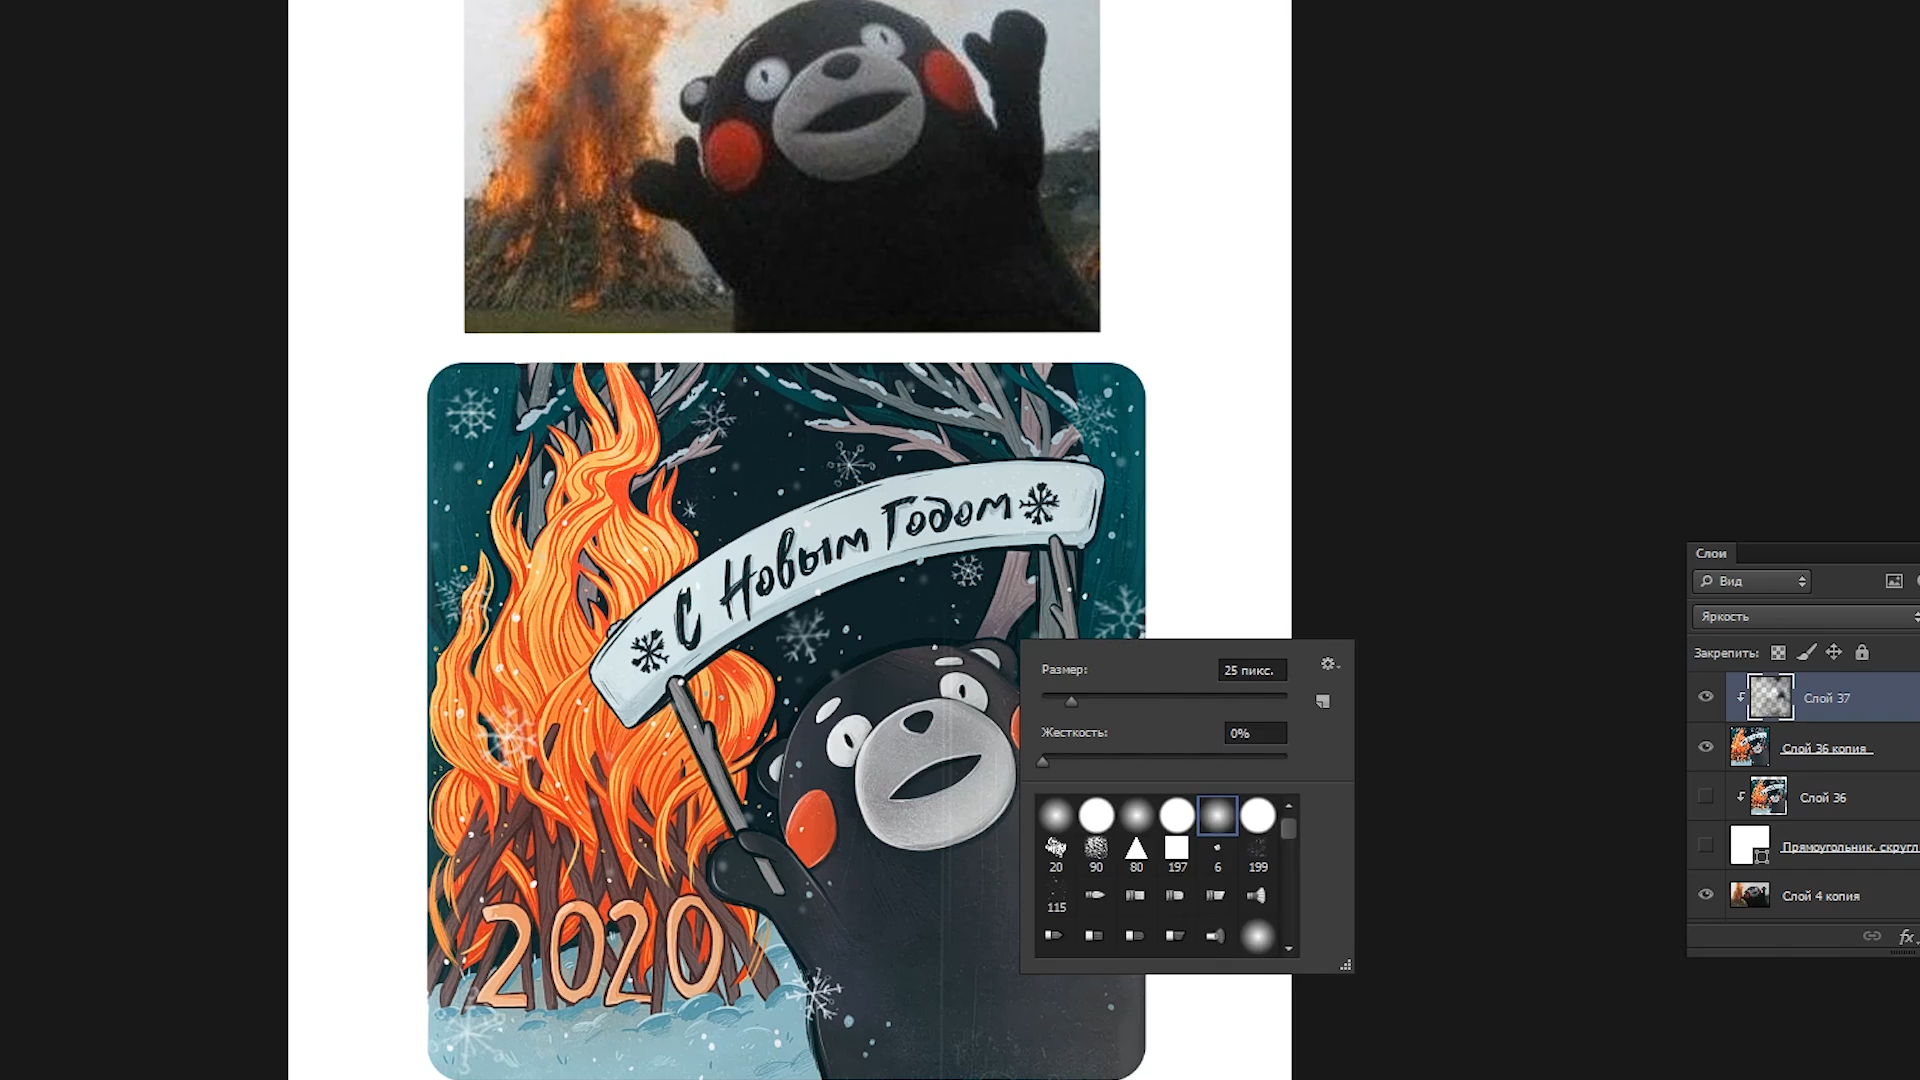 С Новым Годом
2020
Размер:
25 пикс.
Жесткость:
0%
20
90
80
197
6
199
115
Слои
Вид
Яркость
Закрепить:
Слой 37
Слой 36 копия
Слой 36
Прямоугольник, скругл
Слой 4 копия
fx